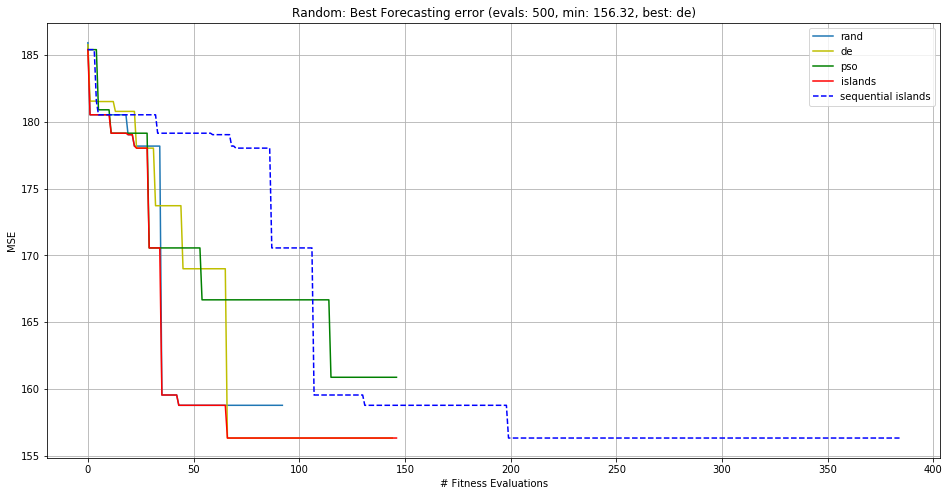 Random: Best Forecasting error (evals: 500, min: 156.32, best: de)
rand
de
pso
islands
sequential islands
MSE
185
180
175
170
165
160
155
0 50 100 150 200 250 300 350 400
# Fitness Evaluations